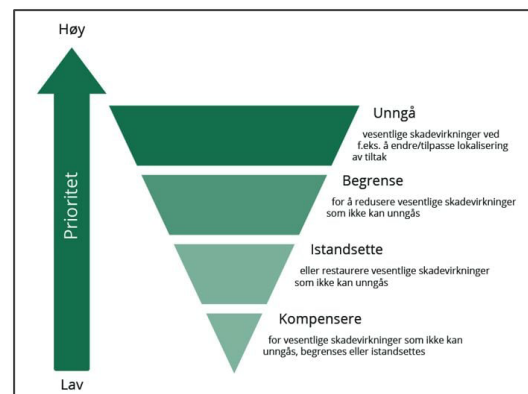 Høy
Prioritet
Lav
Unngå
vesentlige skadevirkninger ved
f.eks. å endre/tilpasse lokalisering
av tiltak
Begrense
for å redusere vesentlige skadevirkninger
som ikke kan unngås
Istandsette
eller restaurere vesentlige skadevirkninger
som ikke kan unngås
Kompensere
for vesentlige skadevirkninger som ikke kan
unngås, begrenses eller istandsettes